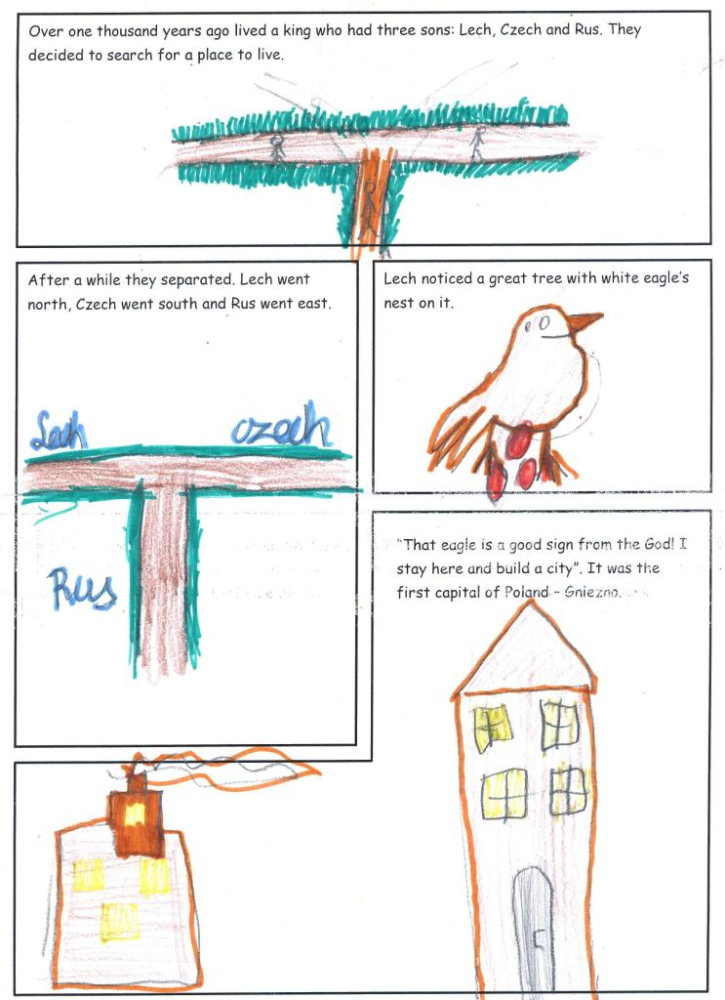 Over one thousand years ago lived a king who had three sons: Lech, Czech and Rus. They
decided to search for a place to live.
After a while they separated. Lech went
north, Czech went south and Rus went east.
Lech noticed a great tree with white eagle's
nest on it.
Lech
Czech
Rus
"That eagle is a good sign from the God! I
stay here and build a city". It was the
first capital of Poland - Gniezno.